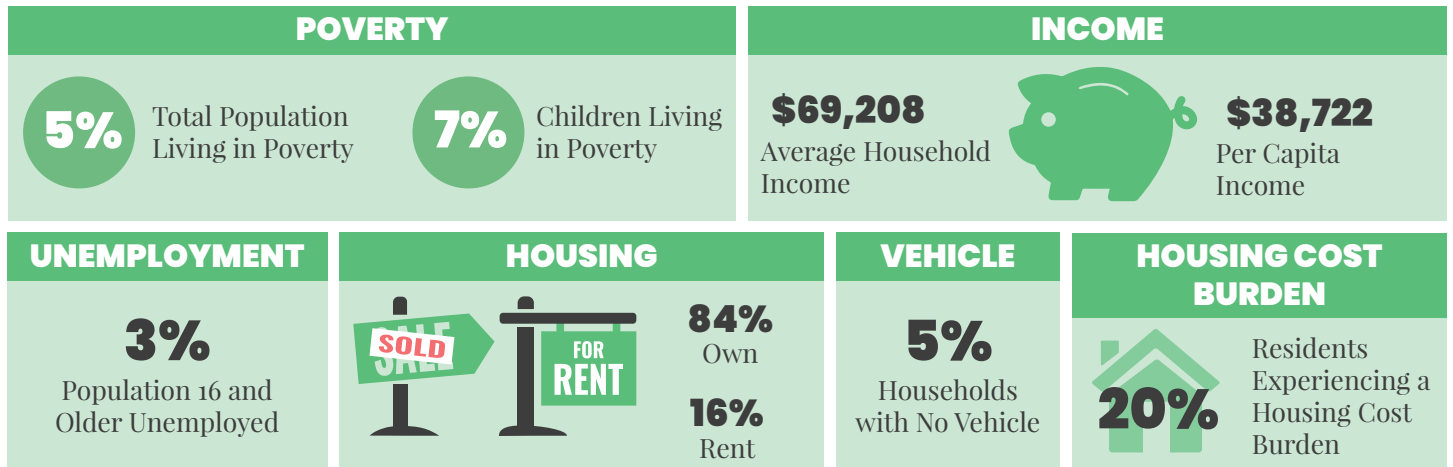 POVERTY
5%
Total Population
Living in Poverty
7%
Children Living
in Poverty
INCOME
$69,208
Average Household
Income
$38,722
Per Capita
Income
UNEMPLOYMENT
3%
Population 16 and
Older Unemployed
HOUSING
SALE
SOLD
FOR
RENT
84%
Own
16%
Rent
VEHICLE
5%
Households
with No Vehicle
HOUSING COST
BURDEN
20%
Residents
Experiencing a
Housing Cost
Burden